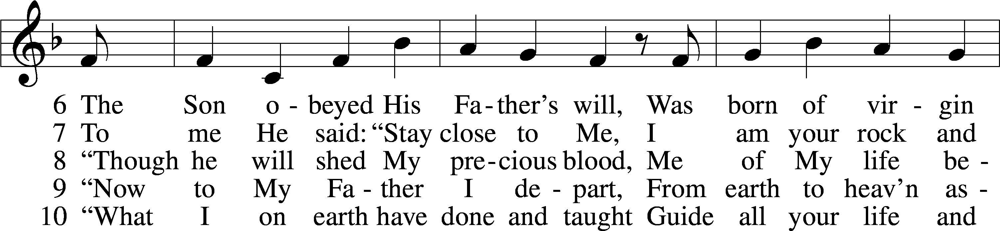 6 The Son o - beyed His Fa - ther’s will, Was born of vir - gin
7 To me He said: “Stay close to Me, I am your rock and
8 “Though he will shed My pre - cious blood, Me of My life be -
9 “Now to My Fa - ther I de - part, From earth to heav’n as -
10 “What I on earth have done and taught Guide all your life and